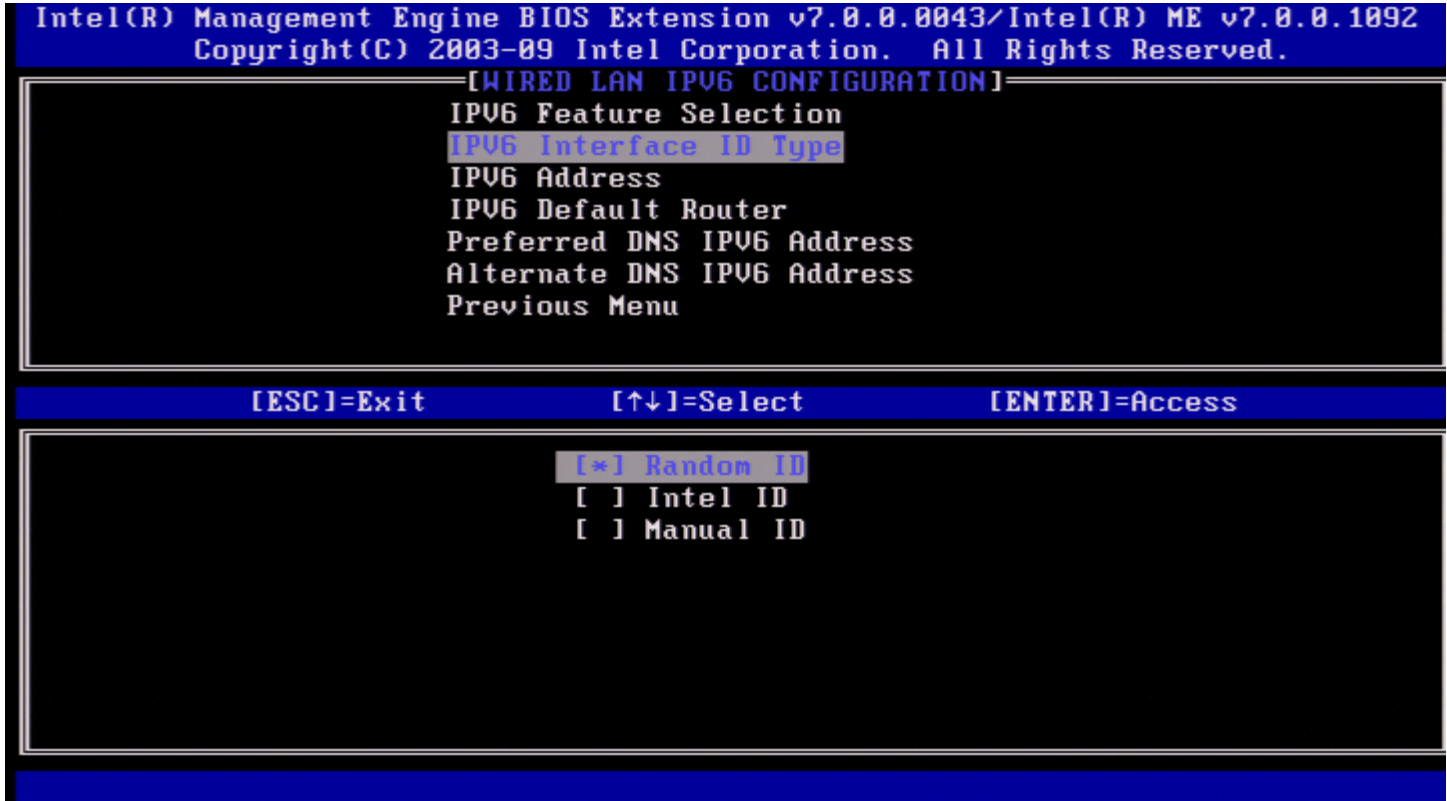 Intel(R) Management Engine BIOS Extension v7.0.0.0043/Intel(R) ME v7.0.0.1092
Copyright(C) 2003-09 Intel Corporation. All Rights Reserved.
[WIRED LAN IPV6 CONFIGURATION]
IPV6 Feature Selection
IPV6 Interface ID Type
IPV6 Address
IPV6 Default Router
Preferred DNS IPV6 Address
Alternate DNS IPV6 Address
Previous Menu
[ESC]=Exit [↑↓]=Select [ENTER]=Access
[*] Random ID
[ ] Intel ID
[ ] Manual ID